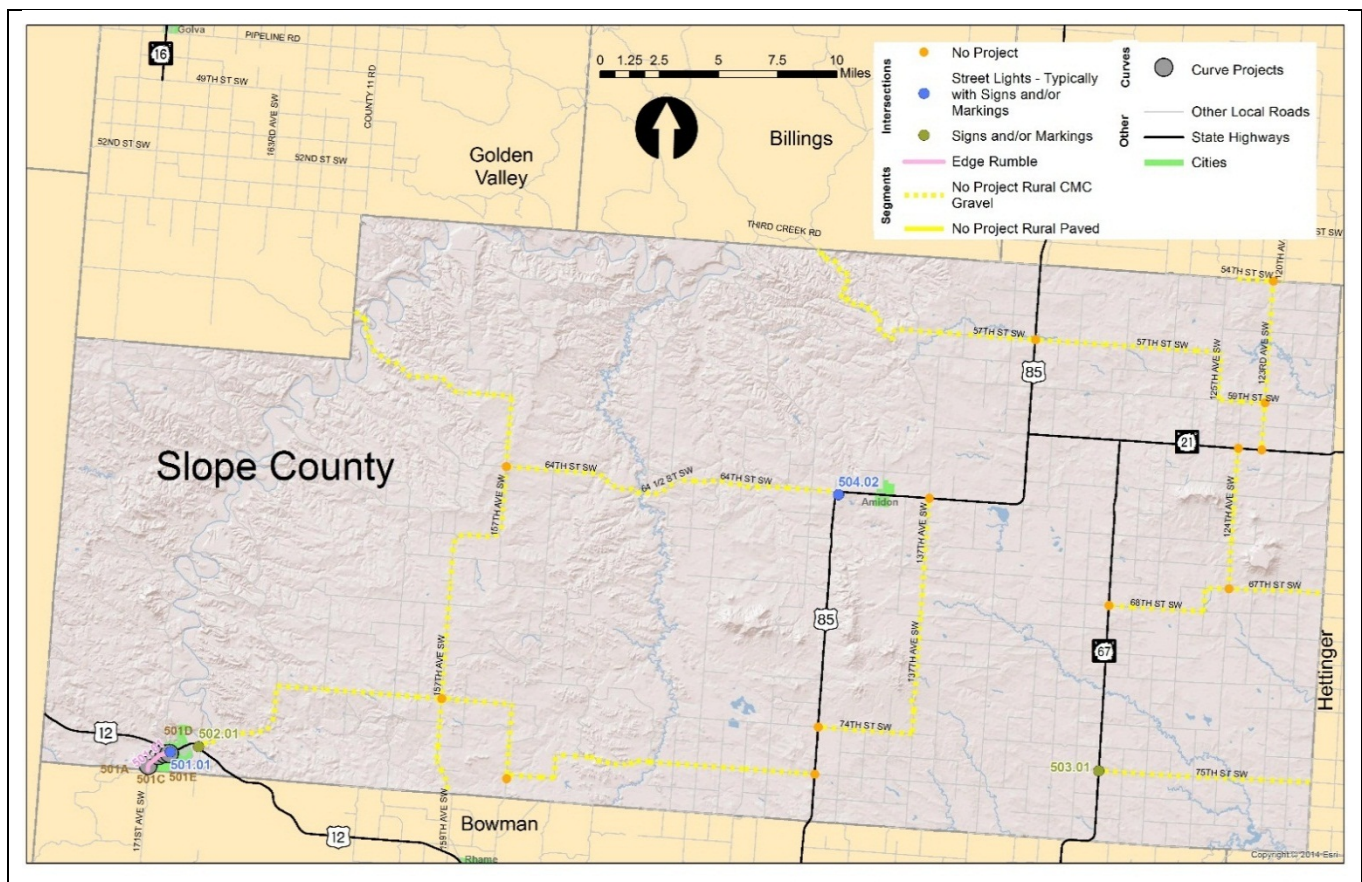 Golva
16
PIPELINE RD
49TH ST SW
163RD AVE SW
COUNTY 11 RD
52ND ST SW
52ND ST SW
0 1.25 2.5 5 7.5 10
Miles
Golden
Valley
Billings
Intersections
No Project
Street Lights - Typically
with Signs and/or
Markings
Signs and/or Markings
Segments
Edge Rumble
No Project Rural CMC
Gravel
No Project Rural Paved
Curves
Curve Projects
Other
Other Local Roads
State Highways
Cities
THIRD CREEK RD
ST SW
120TH AV
54TH ST SW
57TH ST SW
57TH ST SW
85
125TH AVE SW
123RD AVE SW
59TH ST SW
21
Slope County
64TH ST SW
64 1/2 ST SW
64TH ST SW
504.02
Amidon
157TH AVE SW
137TH AVE SW
124TH AVE SW
67TH ST SW
68TH ST SW
85
67
137TH AVE SW
157TH AVE SW
74TH ST SW
Hettinger
12
501D
502.01
501.01
501A
501C
501E
503.01
75TH ST SW
171ST AVE SW
12
Bowman
759TH AVE SW
Rhame
Copyright:© 2014 Esri